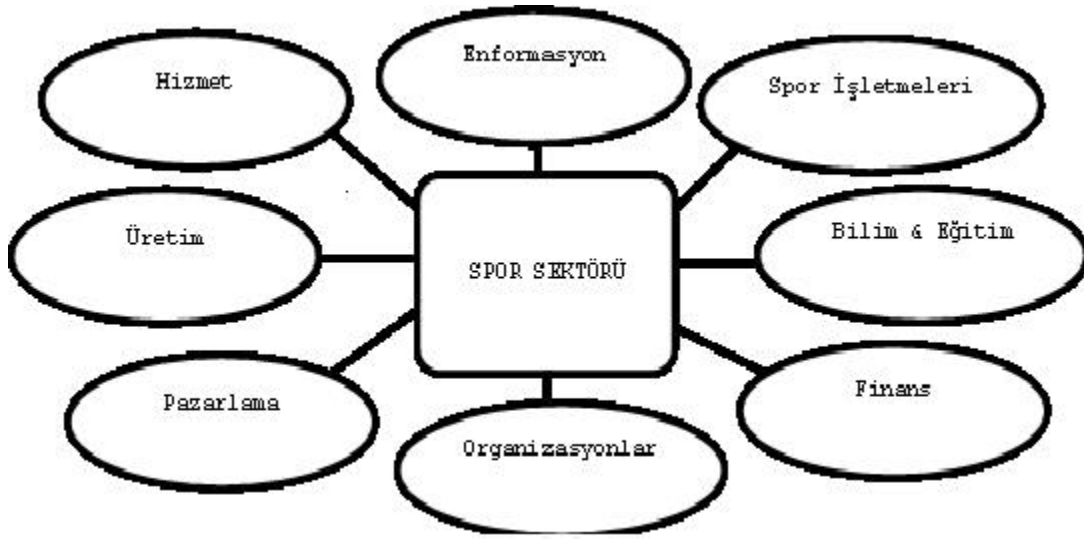 Enformasyon
Hizmet
Spor İşletmeleri
Üretim
Bilim & Eğitim
SPOR SEKTÖRÜ
Pazarlama
Finans
Organizasyonlar